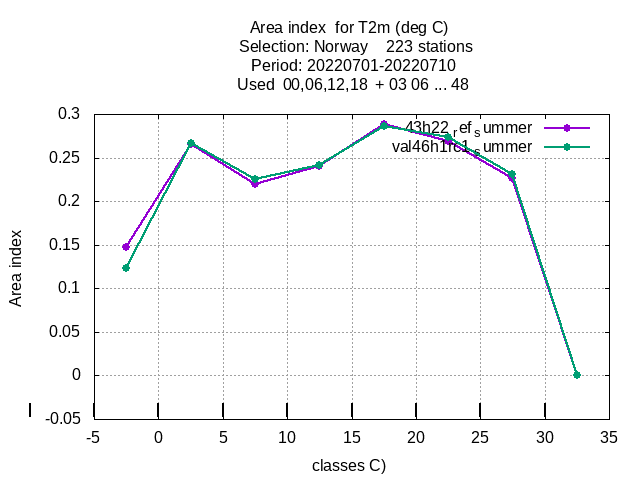 Area index  for T2m (deg C)
Selection: Norway    223 stations
Period: 20220701-20220710
Used  00,06,12,18  + 03 06 ... 48
0.3
0.25
0.2
0.15
0.1
0.05
0
-0.05
Area index
43h22_ref_summer
val46h1rc1_summer
-5 0 5 10 15 20 25 30 35
classes C)